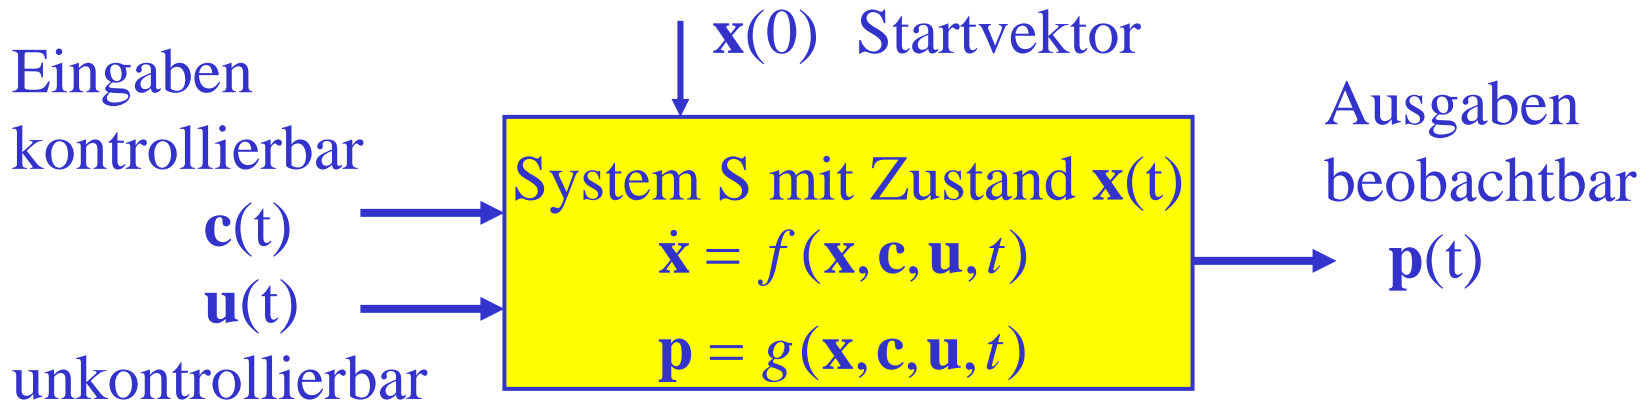 x(0) Startvektor
Eingaben
kontrollierbar
c(t)
u(t)
unkontrollierbar
System S mit Zustand x(t)
ẋ = f(x,c,u,t)
p = g(x,c,u,t)
Ausgaben
beobachtbar
p(t)